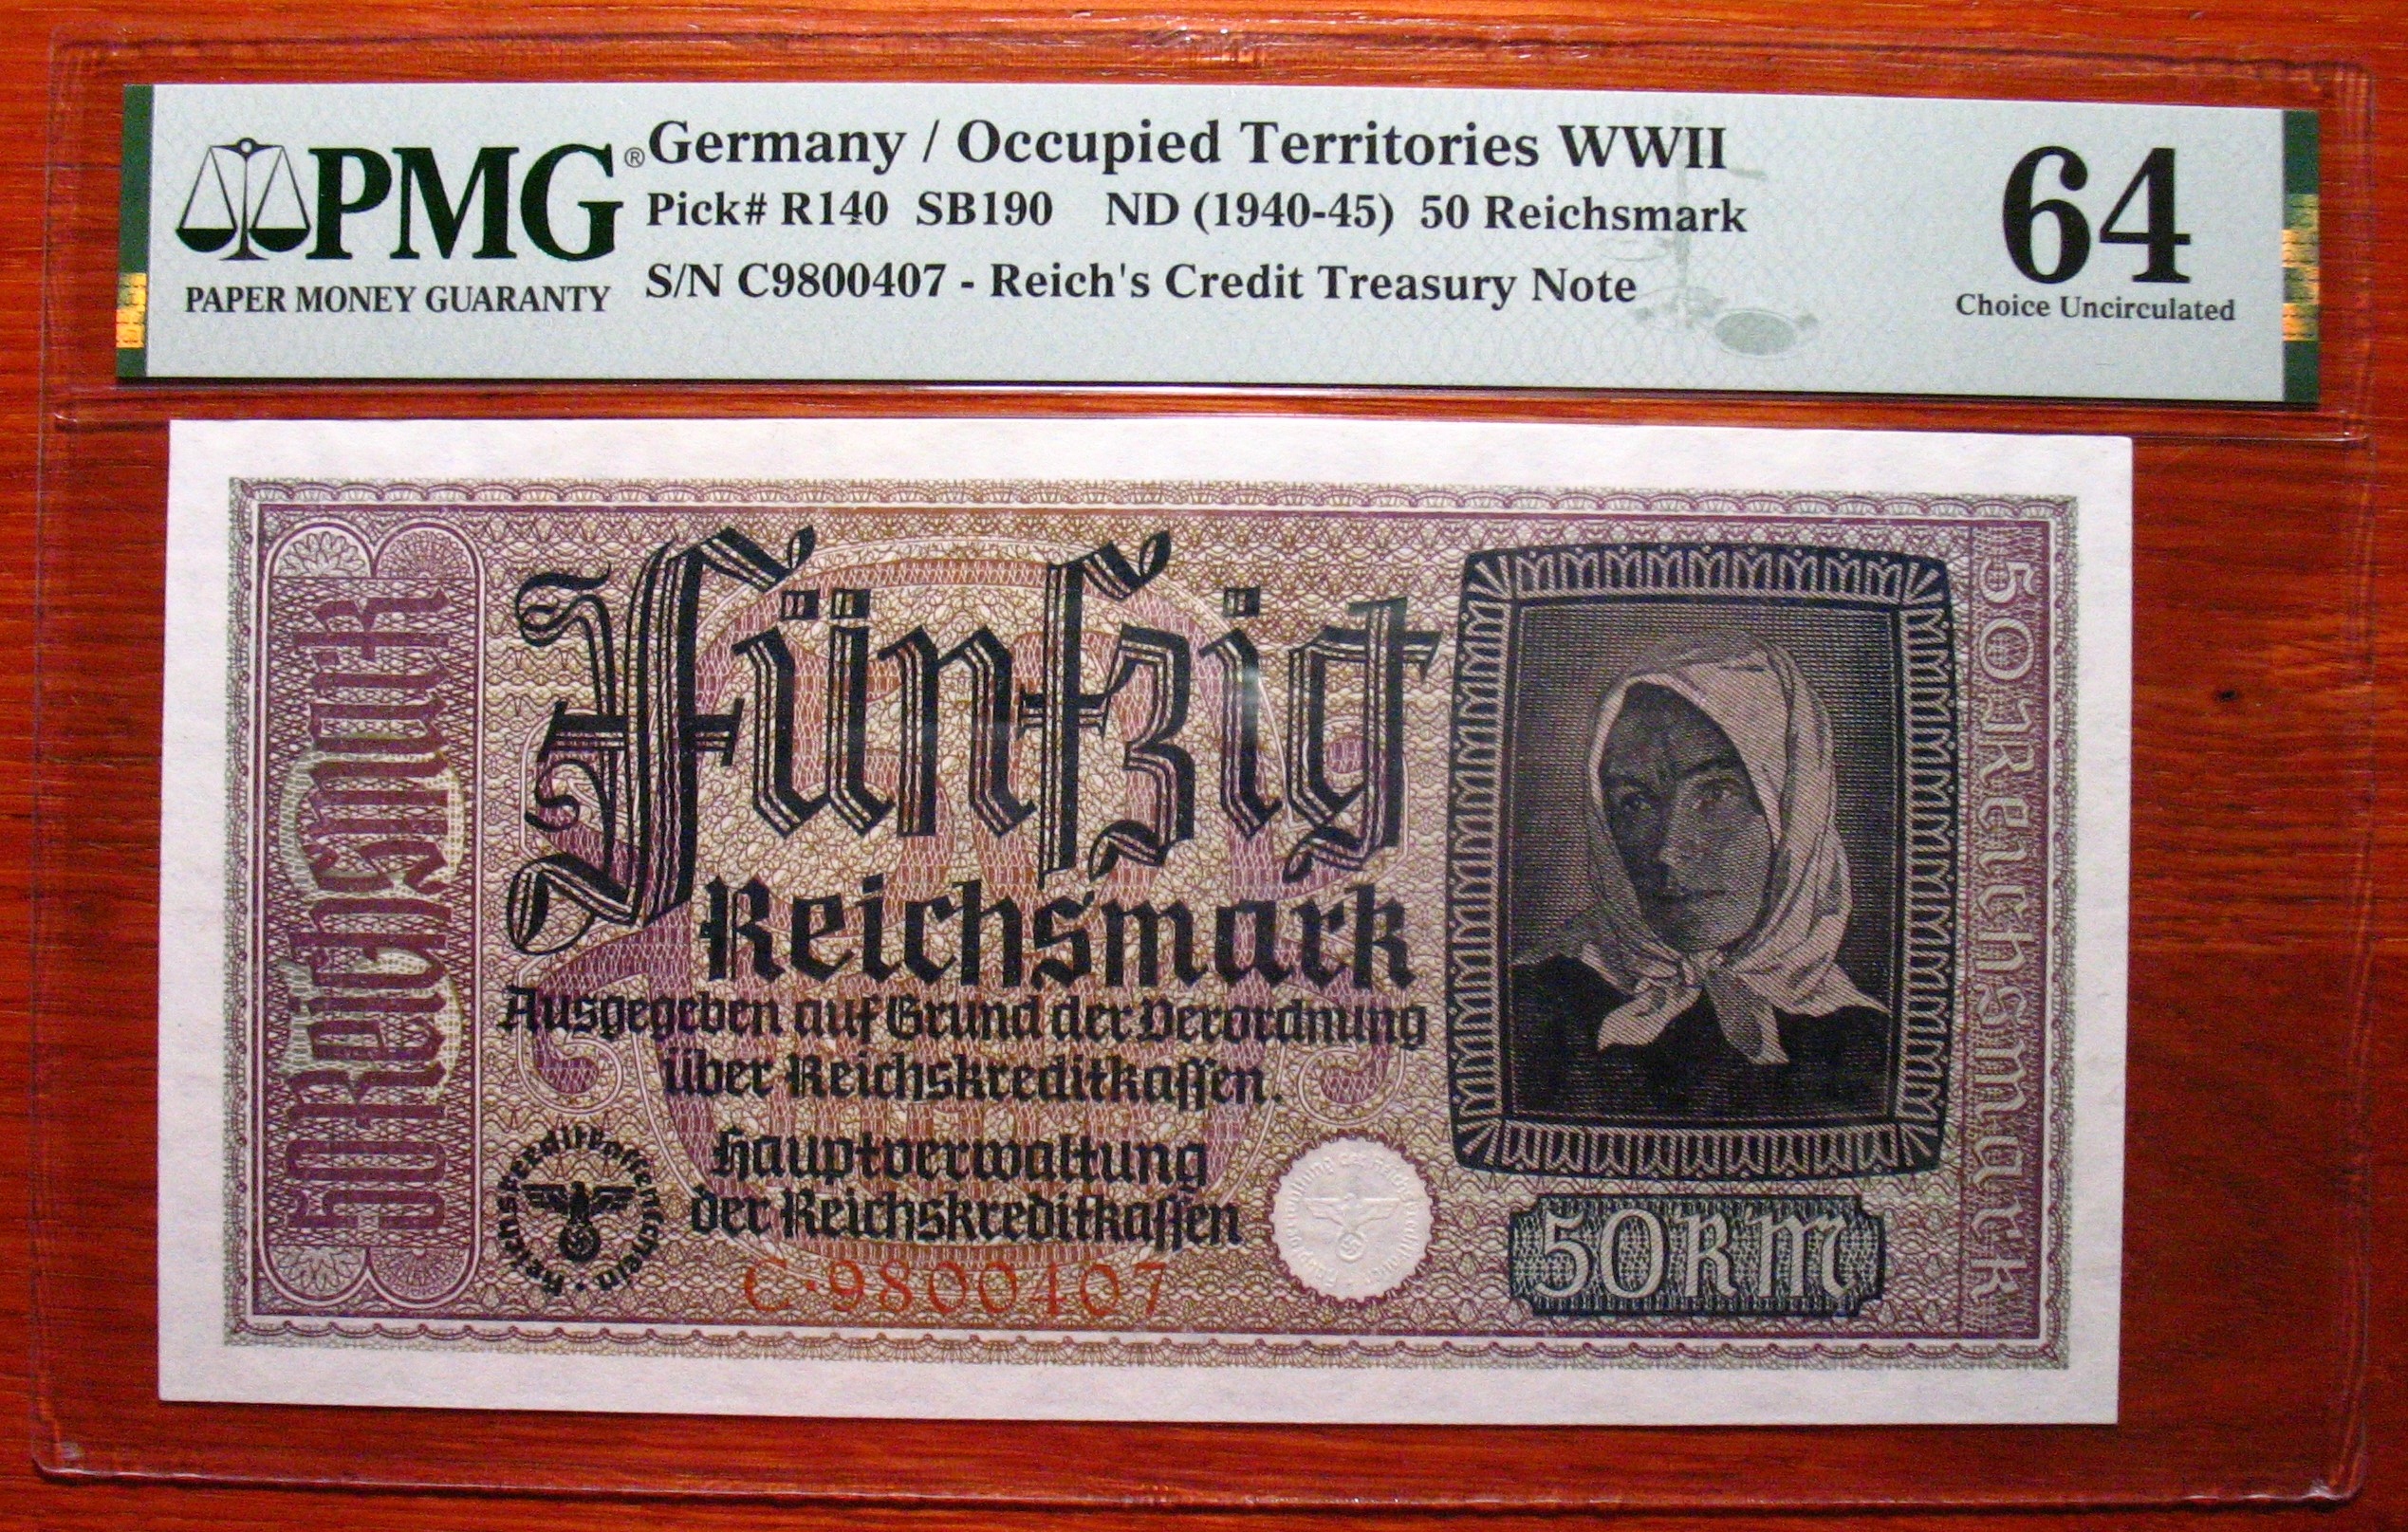 PMG®
PAPER MONEY GUARANTY
Germany / Occupied Territories WWII
Pick# R140 SB190 ND (1940-45) 50 Reichsmark
S/N C9800407 - Reich's Credit Treasury Note
64
Choice Uncirculated
50 Reichsmark
Fünfzig
Reichsmark
Ausgegeben auf Grund der Verordnung
über Reichskreditkassen.
Hauptverwaltung
der Reichskreditkassen
Reichskreditkassenschein
C·9800407
50RM
50 Reichsmark